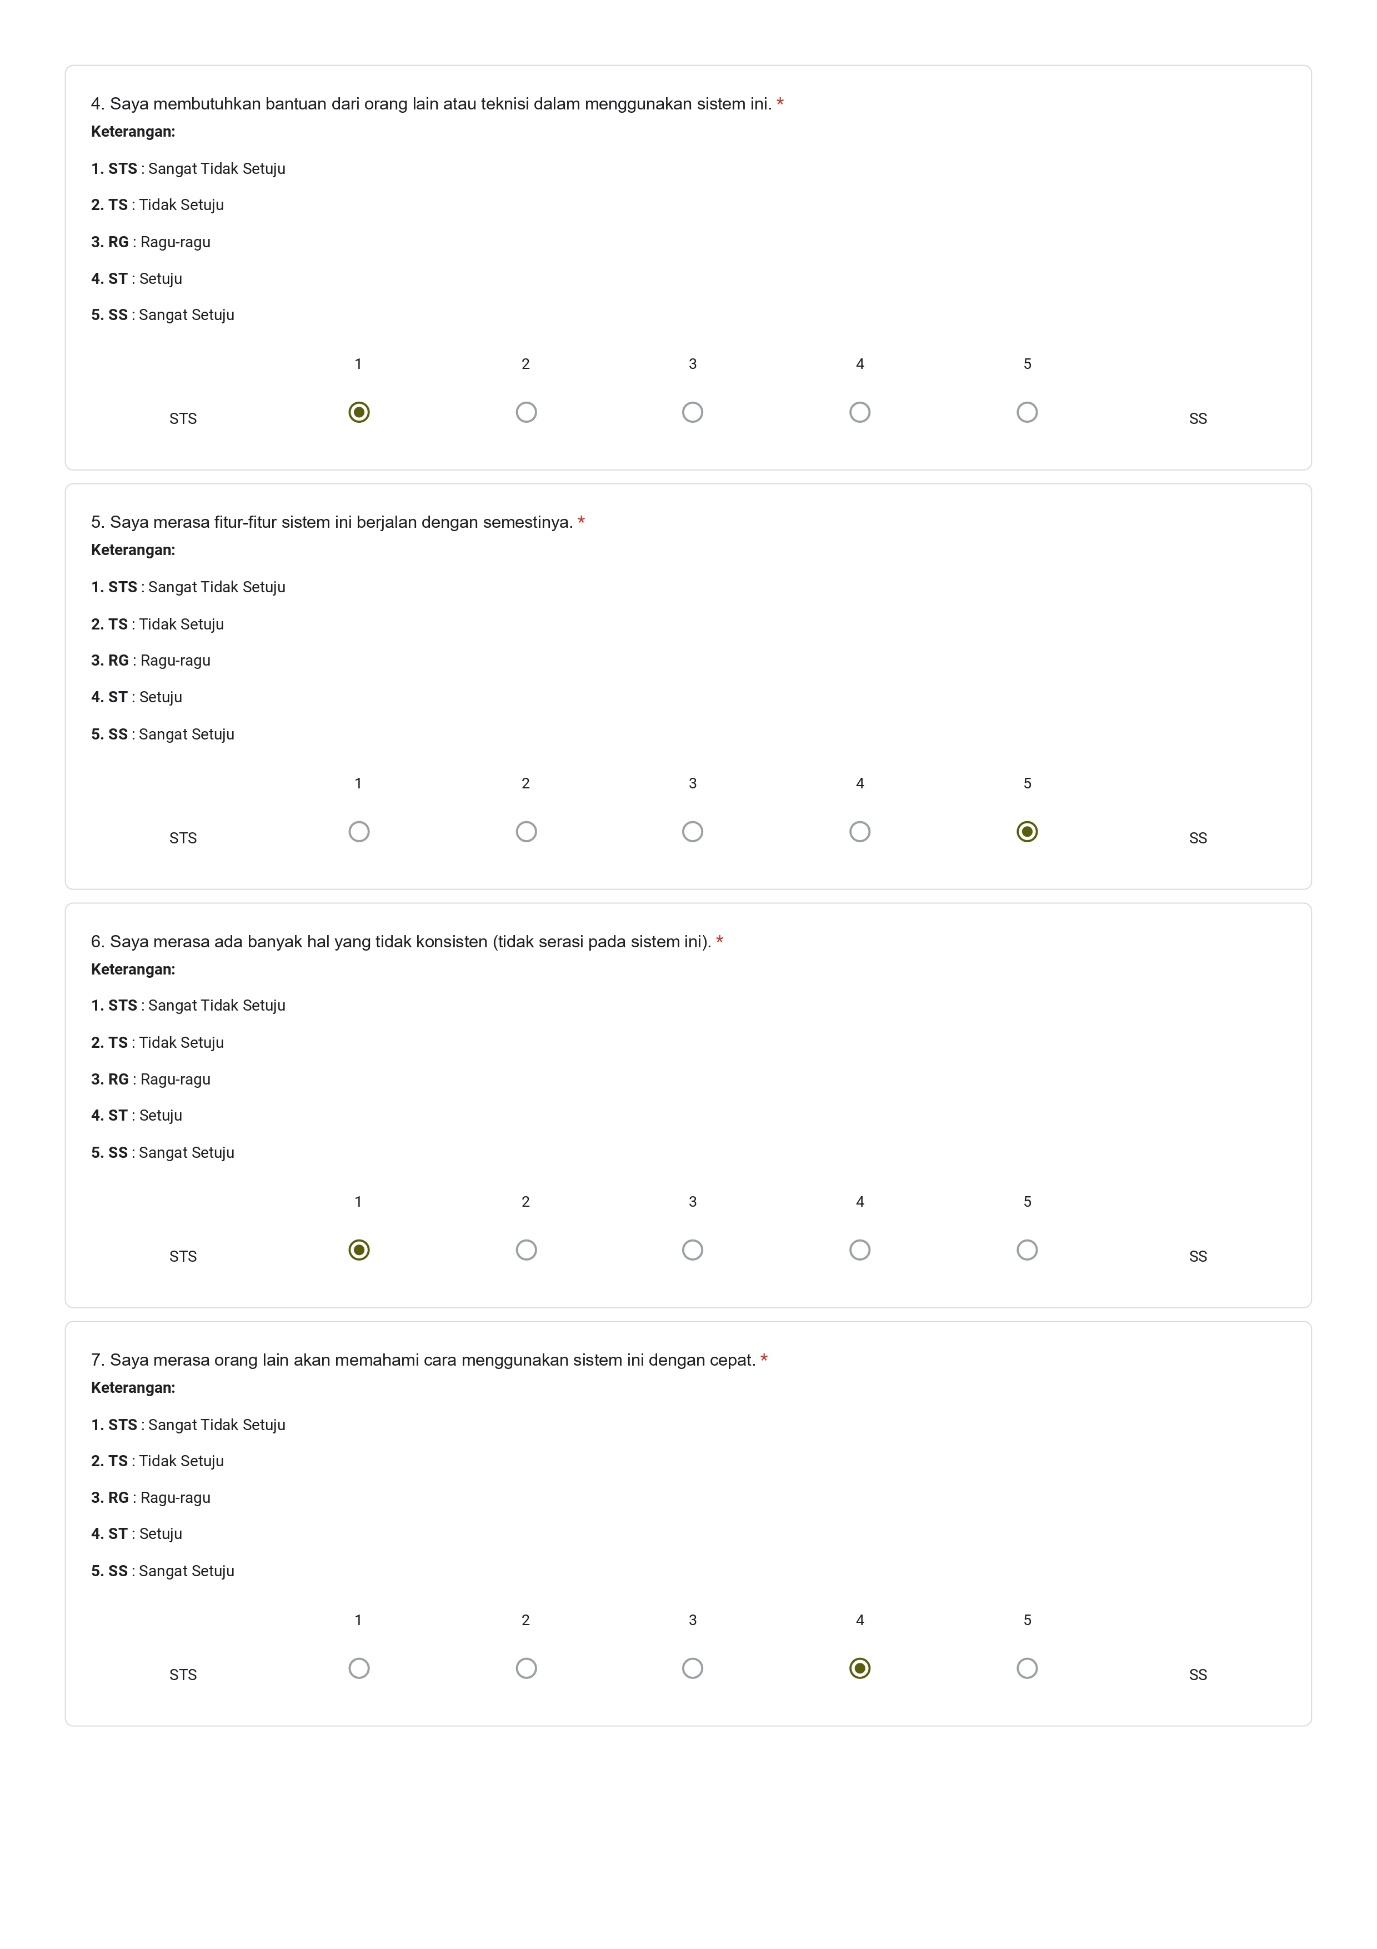 4. Saya membutuhkan bantuan dari orang lain atau teknisi dalam menggunakan sistem ini. *
Keterangan:
1. STS : Sangat Tidak Setuju
2. TS : Tidak Setuju
3. RG : Ragu-ragu
4. ST : Setuju
5. SS : Sangat Setuju
1 2 3 4 5
STS SS
5. Saya merasa fitur-fitur sistem ini berjalan dengan semestinya. *
Keterangan:
1. STS : Sangat Tidak Setuju
2. TS : Tidak Setuju
3. RG : Ragu-ragu
4. ST : Setuju
5. SS : Sangat Setuju
1 2 3 4 5
STS SS
6. Saya merasa ada banyak hal yang tidak konsisten (tidak serasi pada sistem ini). *
Keterangan:
1. STS : Sangat Tidak Setuju
2. TS : Tidak Setuju
3. RG : Ragu-ragu
4. ST : Setuju
5. SS : Sangat Setuju
1 2 3 4 5
STS SS
7. Saya merasa orang lain akan memahami cara menggunakan sistem ini dengan cepat. *
Keterangan:
1. STS : Sangat Tidak Setuju
2. TS : Tidak Setuju
3. RG : Ragu-ragu
4. ST : Setuju
5. SS : Sangat Setuju
1 2 3 4 5
STS SS